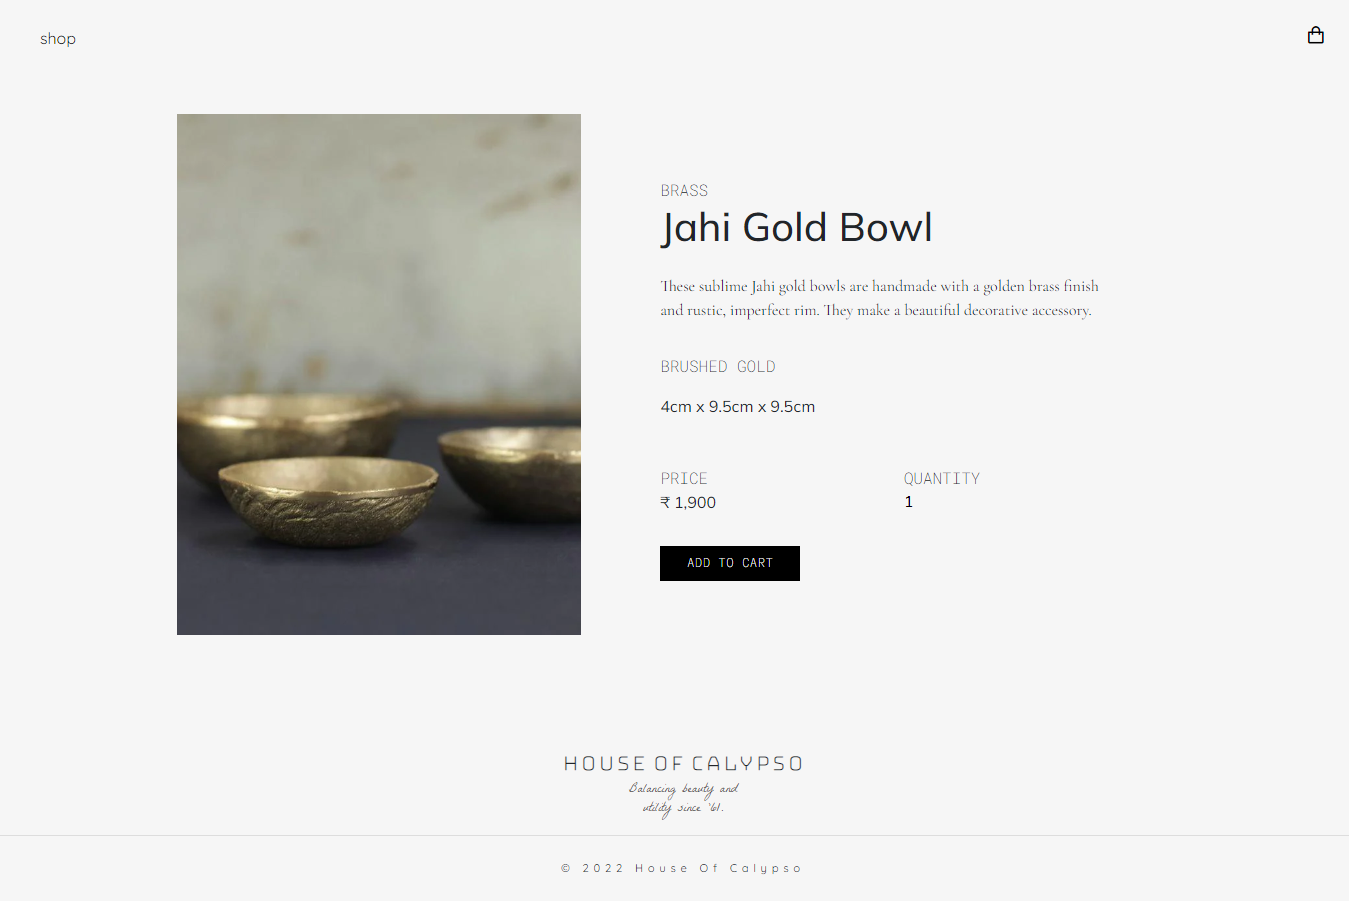 shop
BRASS
Jahi Gold Bowl
These sublime Jahi gold bowls are handmade with a golden brass finish
and rustic, imperfect rim. They make a beautiful decorative accessory.
BRUSHED GOLD
4cm x 9.5cm x 9.5cm
PRICE
₹ 1,900
QUANTITY
1
ADD TO CART
HOUSE OF CALYPSO
Balancing beauty and
utility since '61.
© 2022 House Of Calypso